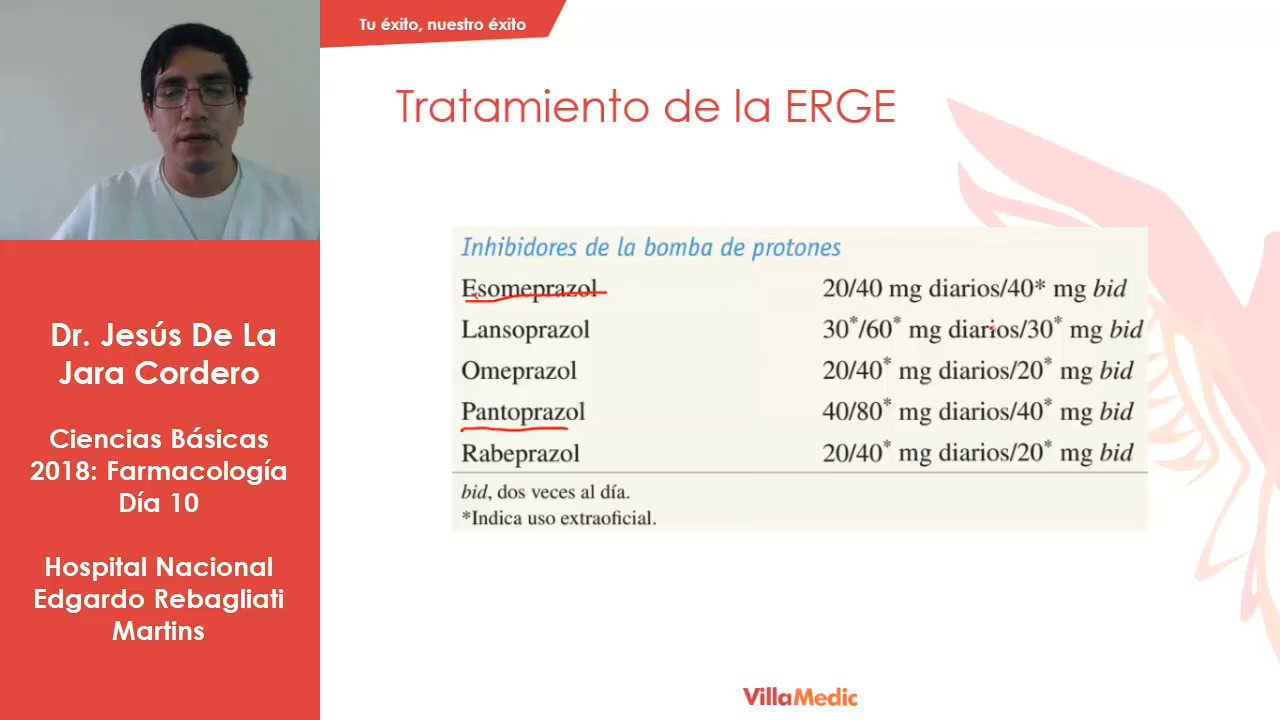 Tu éxito, nuestro éxito
Tratamiento de la ERGE
Inhibidores de la bomba de protones
Esomeprazol 20/40 mg diarios/40* mg bid
Lansoprazol 30*/60* mg diarios/30* mg bid
Omeprazol 20/40* mg diarios/20* mg bid
Pantoprazol 40/80* mg diarios/40* mg bid
Rabeprazol 20/40* mg diarios/20* mg bid
bid, dos veces al día.
*Indica uso extraoficial.
Dr. Jesús De La
Jara Cordero
Ciencias Básicas
2018: Farmacología
Día 10
Hospital Nacional
Edgardo Rebagliati
Martins
VillaMedic